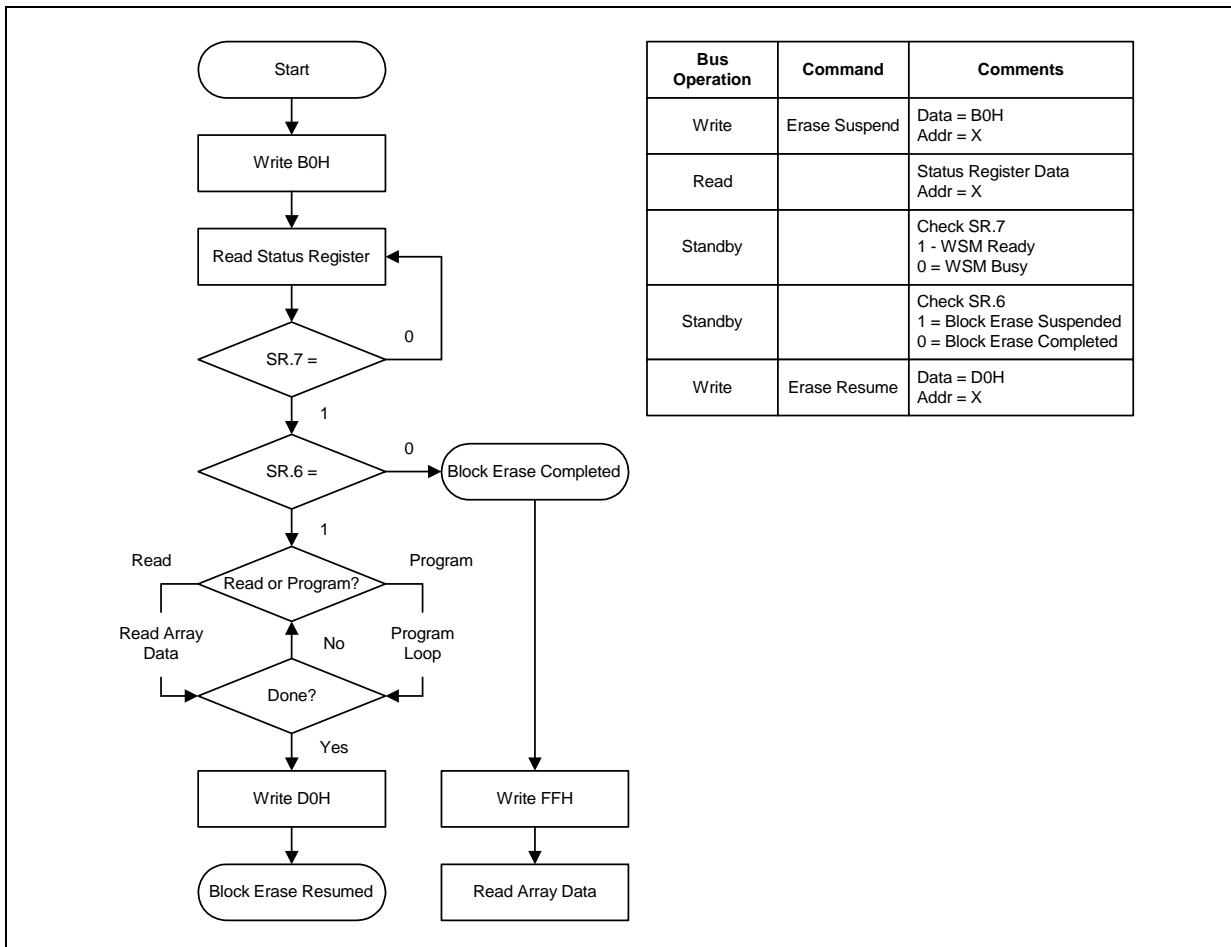 Start
Write B0H
Read Status Register
0
SR.7 =
1
0
SR.6 =
Block Erase Completed
1
Read
Program
Read or Program?
Read Array
Data
No
Program
Loop
Done?
Yes
Write D0H
Write FFH
Block Erase Resumed
Read Array Data
Bus
Operation
Command
Comments
Write
Erase Suspend
Data = B0H
Addr = X
Read
Status Register Data
Addr = X
Standby
Check SR.7
1 - WSM Ready
0 = WSM Busy
Standby
Check SR.6
1 = Block Erase Suspended
0 = Block Erase Completed
Write
Erase Resume
Data = D0H
Addr = X